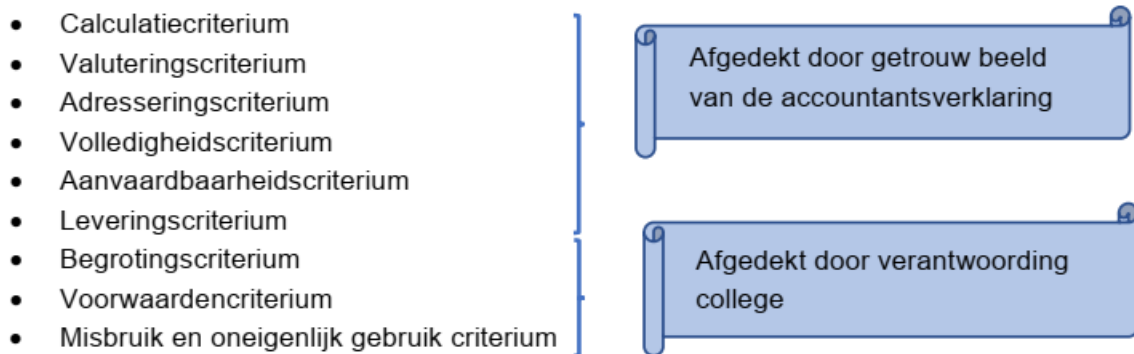 • Calculatiecriterium
• Valuteringscriterium
• Adresseringscriterium
• Volledigheidscriterium
• Aanvaardbaarheidscriterium
• Leveringscriterium
• Begrotingscriterium
• Voorwaardencriterium
• Misbruik en oneigenlijk gebruik criterium
Afgedekt door getrouw beeld
van de accountantsverklaring
Afgedekt door verantwoording
college